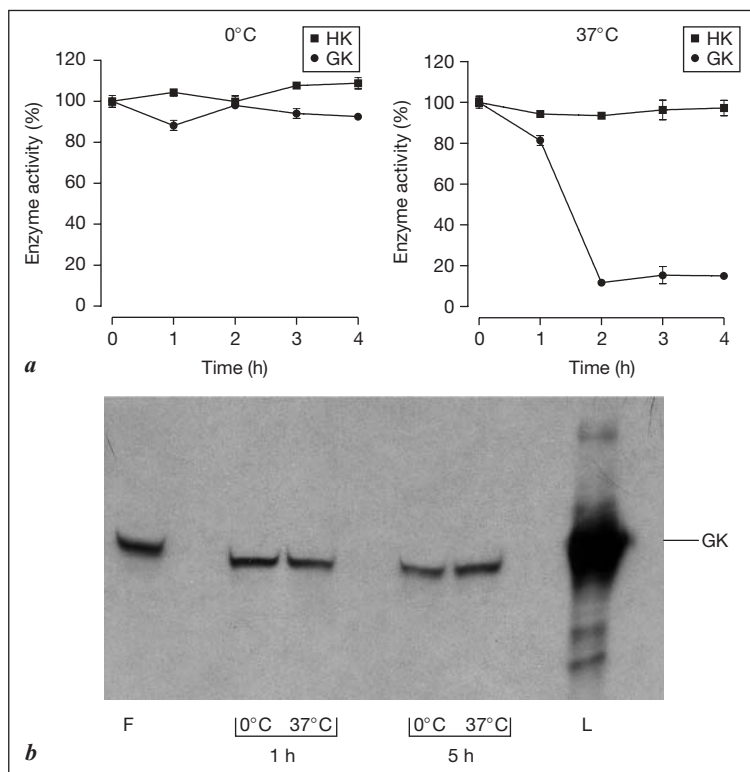 0°C
HK
GK
Enzyme activity (%)
120
100
80
60
40
20
0
0 1 2 3 4
Time (h)
37°C
HK
GK
Enzyme activity (%)
120
100
80
60
40
20
0
0 1 2 3 4
Time (h)
a
GK
F 0°C 37°C 0°C 37°C L
1 h 5 h
b